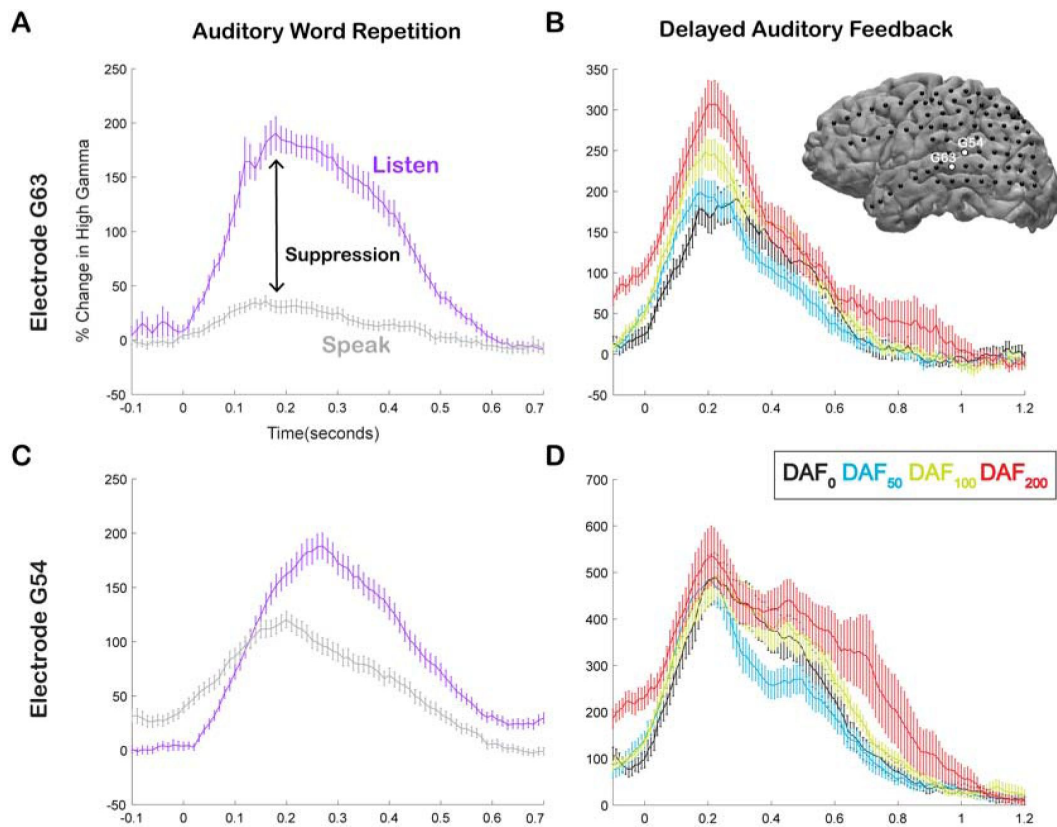 A
Auditory Word Repetition
B
Delayed Auditory Feedback
Electrode G63
% Change in High Gamma
250
200
150
100
50
0
-50
Listen
Suppression
Speak
-0.1 0 0.1 0.2 0.3 0.4 0.5 0.6 0.7
Time(seconds)
350
300
250
200
150
100
50
0
-50
0 0.2 0.4 0.6 0.8 1 1.2
G54
G63
C
Electrode G54
200
150
100
50
0
-50
-0.1 0 0.1 0.2 0.3 0.4 0.5 0.6 0.7
D
DAF0 DAF50 DAF100 DAF200
700
600
500
400
300
200
100
0
0 0.2 0.4 0.6 0.8 1 1.2